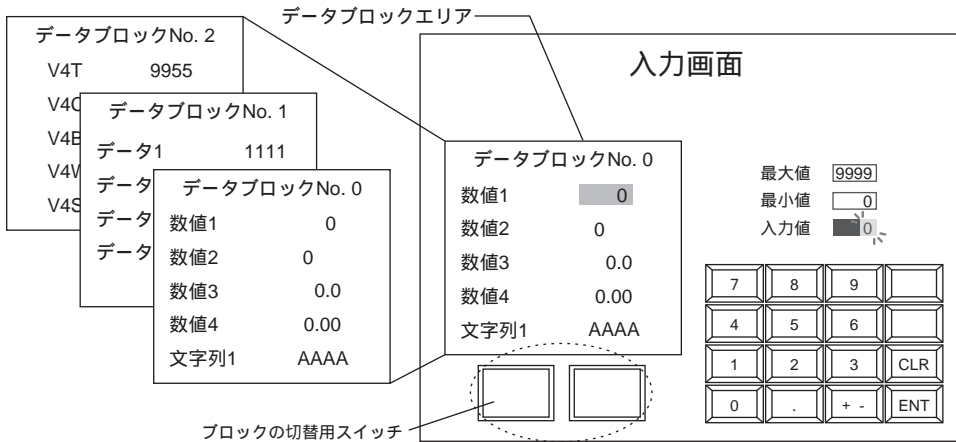 データブロックエリア
データブロックNo. 2
V4T 9955
V4C
V4B
V4W
V4S
データブロックNo. 1
データ1 1111
データ
データ
データ
データブロックNo. 0
数値1 0
数値2 0
数値3 0.0
数値4 0.00
文字列1 AAAA
入力画面
データブロックNo. 0
数値1 0
数値2 0
数値3 0.0
数値4 0.00
文字列1 AAAA
最大値 9999
最小値 0
入力値 0
7 8 9
4 5 6
1 2 3 CLR
0 . + - ENT
ブロックの切替用スイッチ